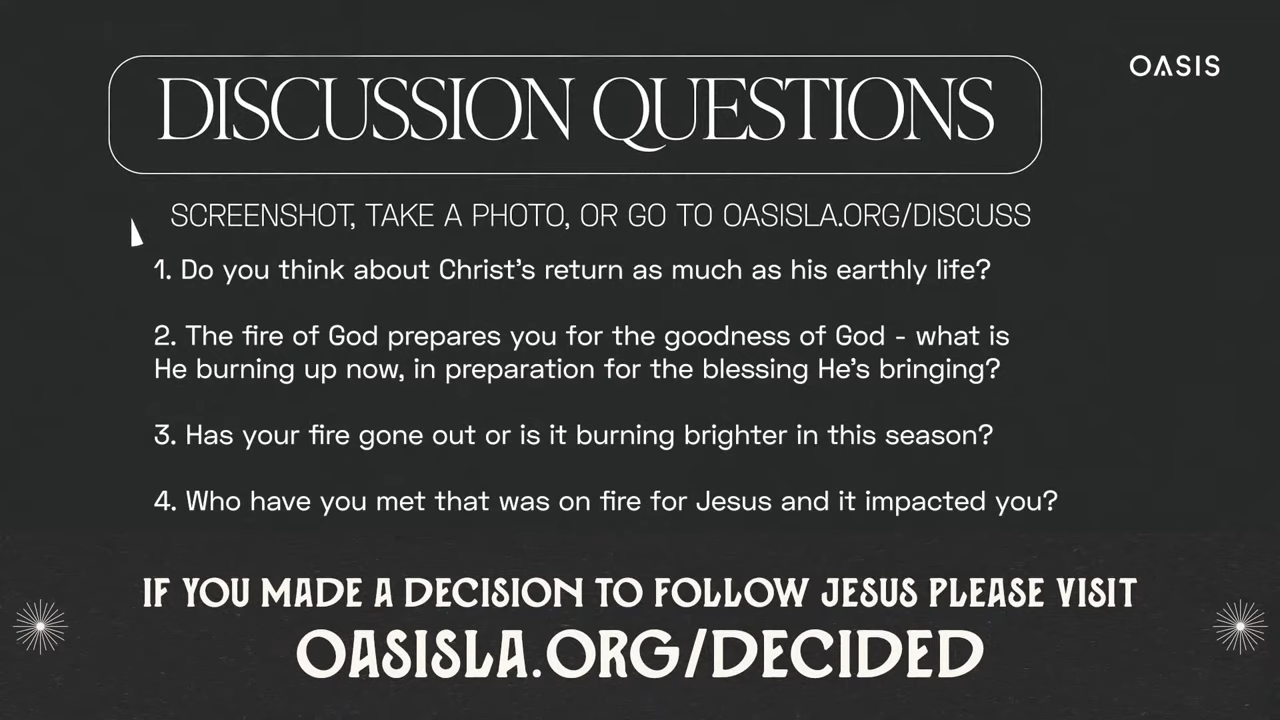 OASIS
DISCUSSION QUESTIONS
SCREENSHOT, TAKE A PHOTO, OR GO TO OASISLA.ORG/DISCUSS
1. Do you think about Christ's return as much as his earthly life?
2. The fire of God prepares you for the goodness of God - what is
He burning up now, in preparation for the blessing He's bringing?
3. Has your fire gone out or is it burning brighter in this season?
4. Who have you met that was on fire for Jesus and it impacted you?
IF YOU MADE A DECISION TO FOLLOW JESUS PLEASE VISIT
OASISLA.ORG/DECIDED